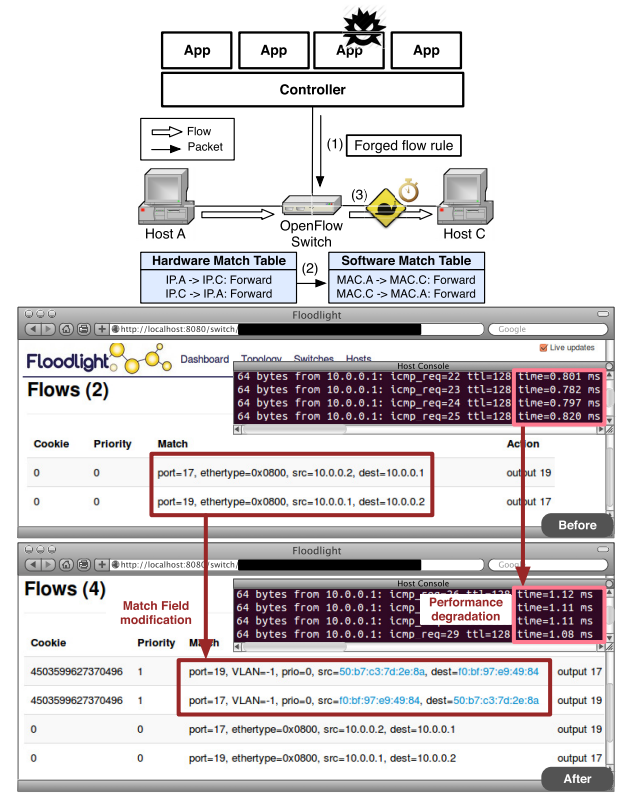 App App App App
Controller
Flow
Packet
(1) Forged flow rule
(3)
Host A
OpenFlow
Switch
Host C
Hardware Match Table
IP.A -> IP.C: Forward
IP.C -> IP.A: Forward
(2)
Software Match Table
MAC.A -> MAC.C: Forward
MAC.C -> MAC.A: Forward
Floodlight
http://localhost:8080/switch/
Google
Live updates
Floodlight Dashboard Topology Switches Hosts
Host Console
64 bytes from 10.0.0.1: icmp_req=22 ttl=128 time=0.801 ms
64 bytes from 10.0.0.1: icmp_req=23 ttl=128 time=0.782 ms
64 bytes from 10.0.0.1: icmp_req=24 ttl=128 time=0.797 ms
64 bytes from 10.0.0.1: icmp_req=25 ttl=128 time=0.820 ms
Flows (2)
Cookie Priority Match Action
0 0 port=17, ethertype=0x0800, src=10.0.0.2, dest=10.0.0.1 output 19
0 0 port=19, ethertype=0x0800, src=10.0.0.1, dest=10.0.0.2 output 17
Before
Floodlight
http://localhost:8080/switch/
Google
Flows (4)
Host Console
64 bytes from 10.0.0.1: icmp_req=26 ttl=128 time=1.12 ms
64 bytes from 10.0.0.1: icmp time=1.11 ms
64 bytes from 10.0.0.1: icmp time=1.11 ms
64 bytes from 10.0.0.1: icmp req=29 ttl=128 time=1.08 ms
Match Field
modification
Performance
degradation
Cookie Priority Match
4503599627370496 1 port=19, VLAN=-1, prio=0, src=50:b7:c3:7d:2e:8a, dest=f0:bf:97:e9:49:84 output 17
4503599627370496 1 port=17, VLAN=-1, prio=0, src=f0:bf:97:e9:49:84, dest=50:b7:c3:7d:2e:8a output 19
0 0 port=17, ethertype=0x0800, src=10.0.0.2, dest=10.0.0.1 output 19
0 0 port=19, ethertype=0x0800, src=10.0.0.1, dest=10.0.0.2 output 17
After